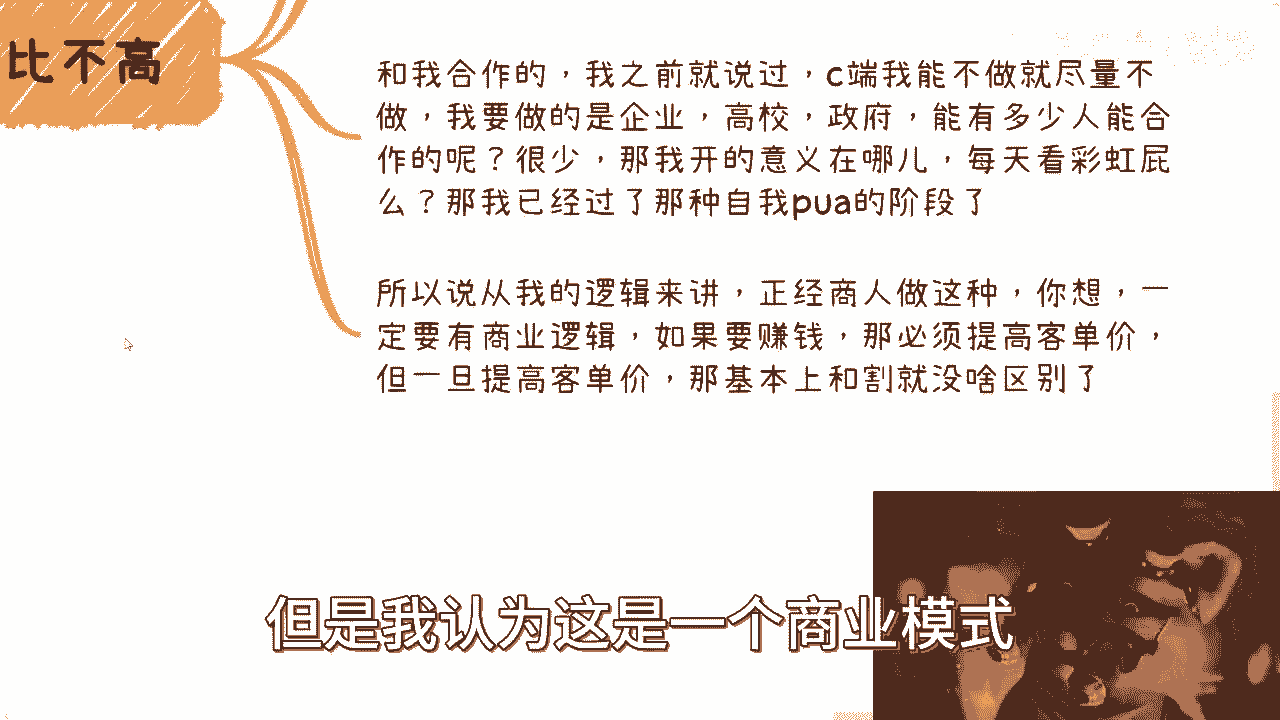 比不高
和我合作的，我之前就说过，c端我能不做就尽量不
做，我要做的是企业，高校，政府，能有多少人能合
作的呢？很少，那我开的意义在哪儿，每天看彩虹屁
么？那我已经过了那种自我pua的阶段了
所以说从我的逻辑来讲，正经商人做这种，你想，一
定要有商业逻辑，如果要赚钱，那必须提高客单价，
但一旦提高客单价，那基本上和割就没啥区别了
但是我认为这是一个商业模式